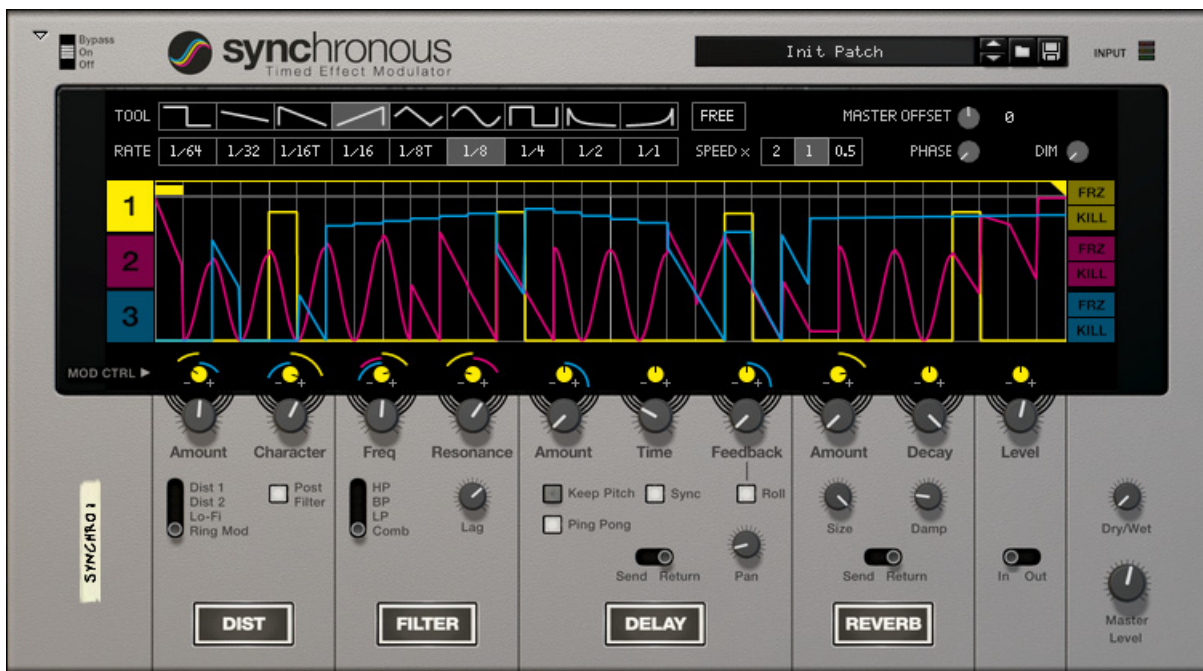 Bypass
On
Off
synchronous
Timed Effect Modulator
Init Patch
INPUT
TOOL
FREE
MASTER OFFSET 0
RATE 1/64 1/32 1/16T 1/16 1/8T 1/8 1/4 1/2 1/1 SPEED × 2 1 0.5 PHASE DIM
1
2
3
FRZ
KILL
FRZ
KILL
FRZ
KILL
MOD CTRL ▶
- + - + - + - + - + - + - + - + - + - +
Amount Character Freq Resonance Amount Time Feedback Amount Decay Level
Dist 1
Dist 2
Lo-Fi
Ring Mod
Post
Filter
HP
BP
LP
Comb
Lag
Keep Pitch Sync Roll
Ping Pong
Send Return
Pan
Size Damp
Send Return
In Out
Dry/Wet
Master
Level
SYNCHRO 1
DIST FILTER DELAY REVERB